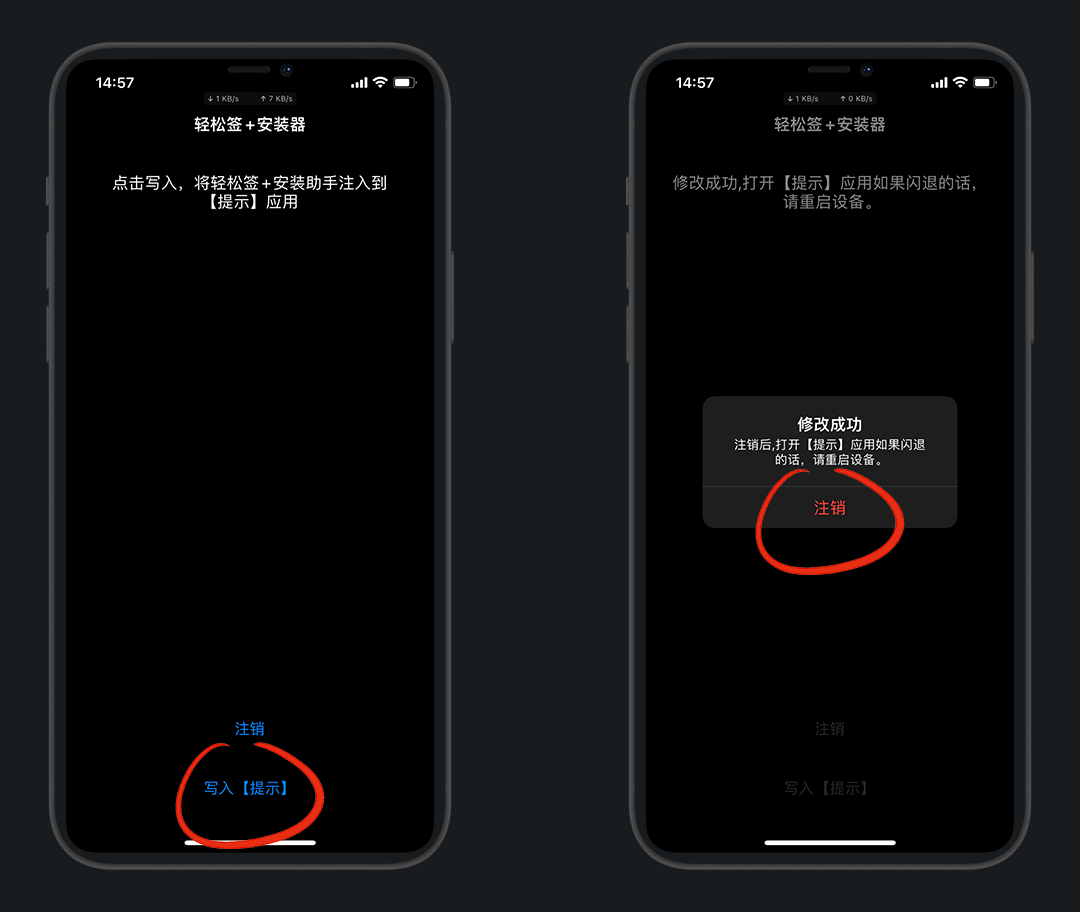 14:57
↓ 1 KB/s ↑ 7 KB/s
轻松签+安装器
点击写入，将轻松签+安装助手注入到
【提示】应用
注销
写入【提示】
14:57
↓ 1 KB/s ↑ 0 KB/s
轻松签+安装器
修改成功,打开【提示】应用如果闪退的话，
请重启设备。
修改成功
注销后,打开【提示】应用如果闪退
的话，请重启设备。
注销
注销
写入【提示】